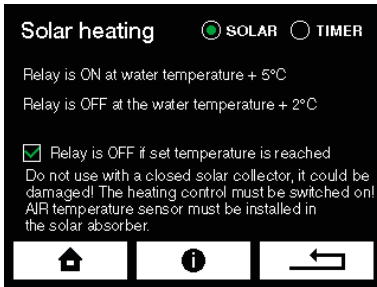 Solar heating SOLAR TIMER
Relay is ON at water temperature + 5°C
Relay is OFF at the water temperature + 2°C
Relay is OFF if set temperature is reached
Do not use with a closed solar collector, it could be
damaged! The heating control must be switched on!
AIR temperature sensor must be installed in
the solar absorber.